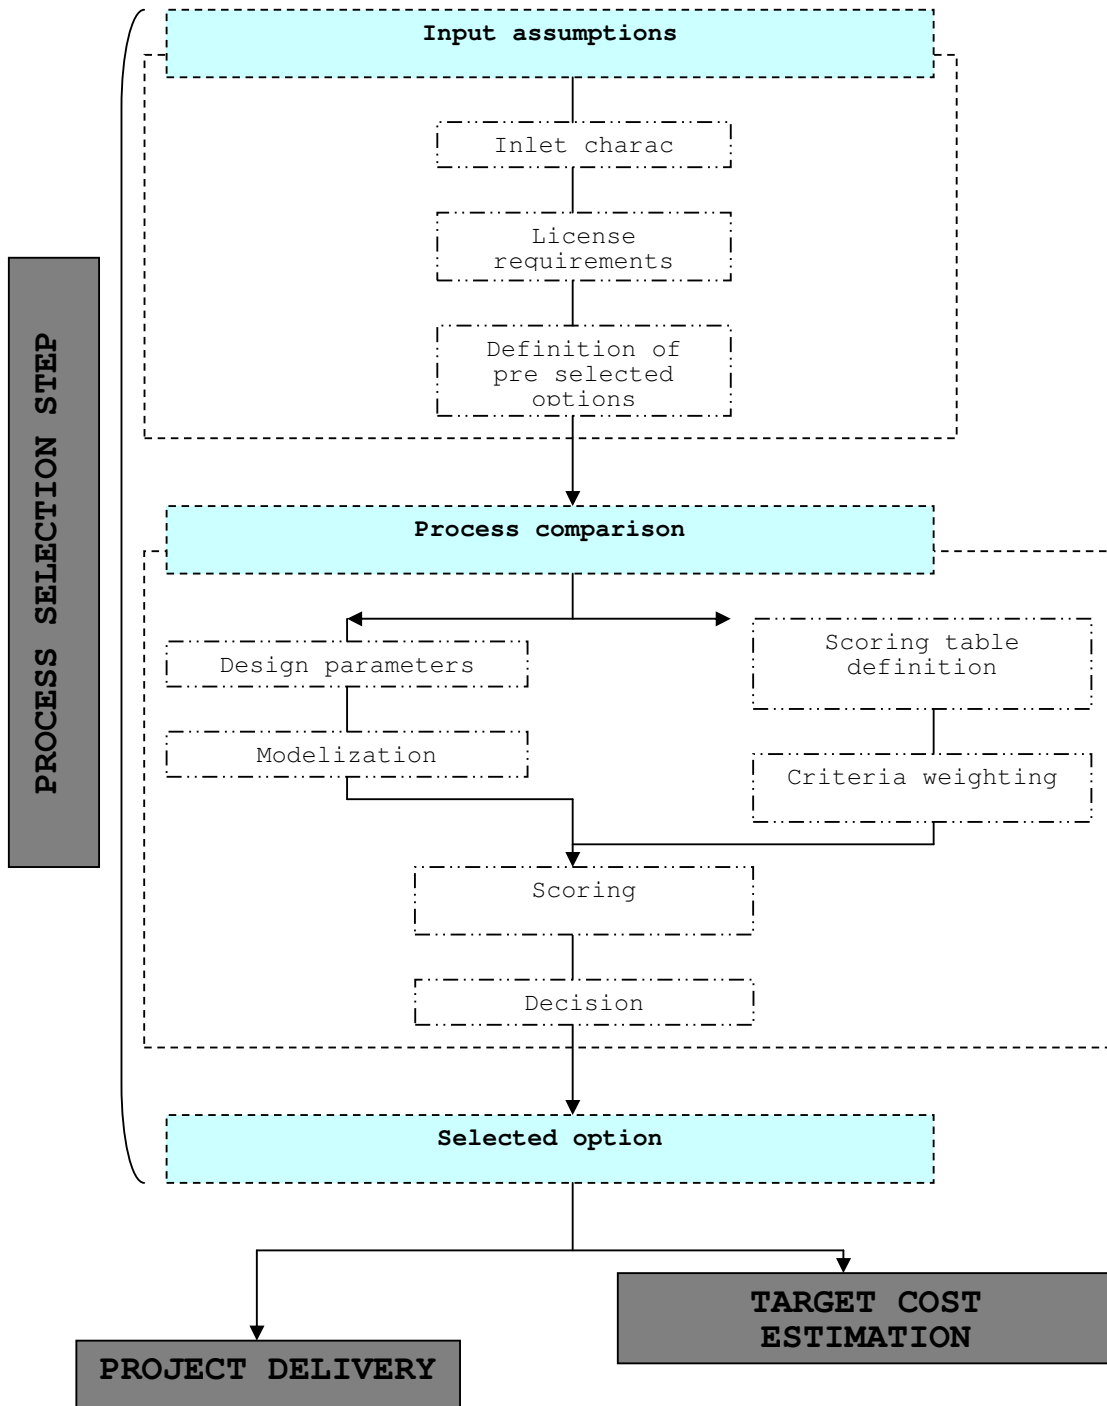 Input assumptions
Inlet charac
License
requirements
Definition of
pre selected
options
PROCESS SELECTION STEP
Process comparison
Design parameters
Scoring table
definition
Modelization
Criteria weighting
Scoring
Decision
Selected option
TARGET COST
ESTIMATION
PROJECT DELIVERY